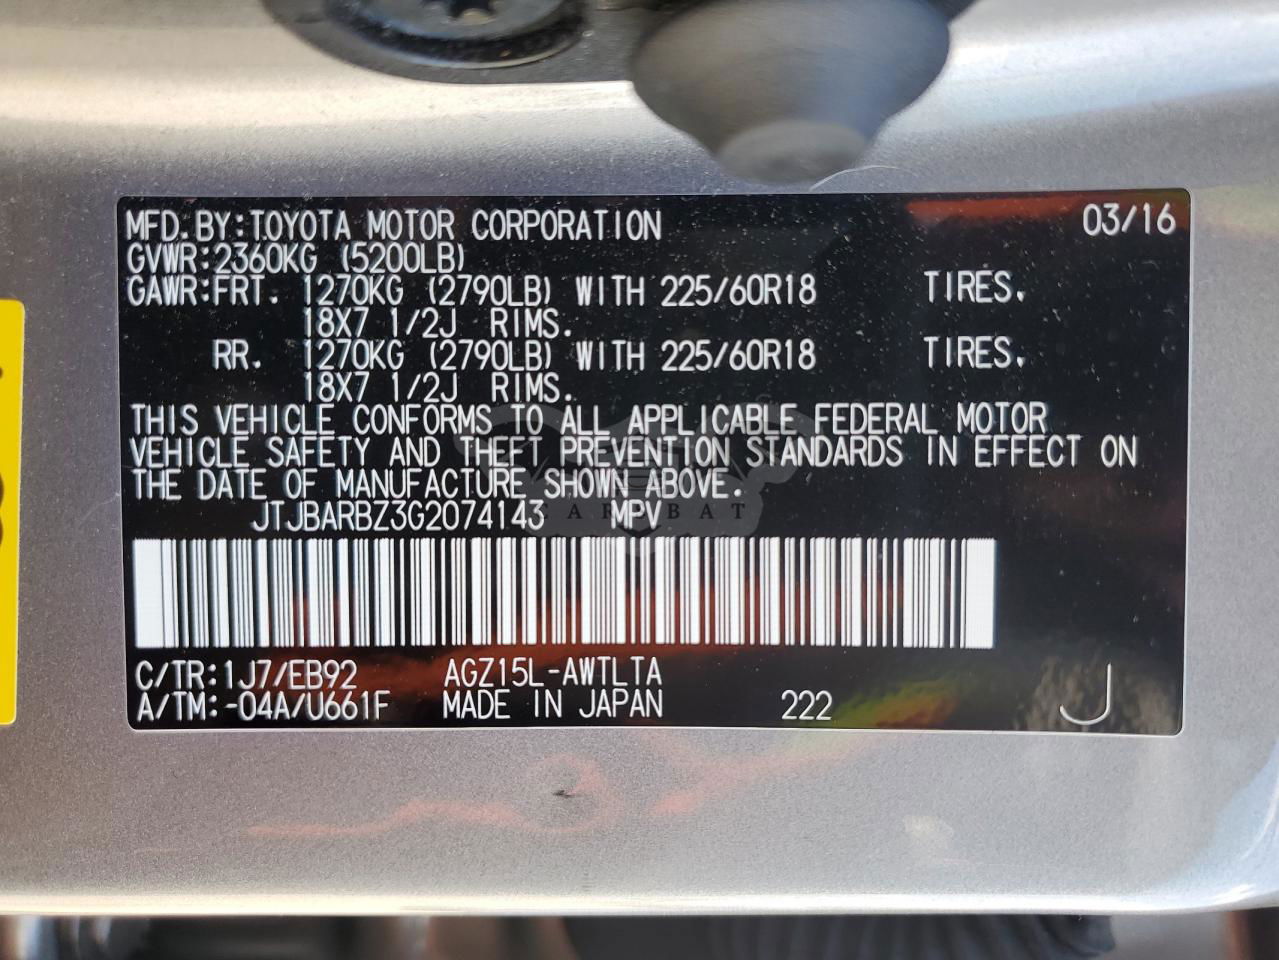 MFD. BY: TOYOTA MOTOR CORPORATION 03/16
GVWR: 2360KG (5200LB)
GAWR: FRT. 1270KG (2790LB) WITH 225/60R18 TIRES.
18X7 1/2J RIMS.
RR. 1270KG (2790LB) WITH 225/60R18 TIRES.
18X7 1/2J RIMS.
THIS VEHICLE CONFORMS TO ALL APPLICABLE FEDERAL MOTOR
VEHICLE SAFETY AND THEFT PREVENTION STANDARDS IN EFFECT ON
THE DATE OF MANUFACTURE SHOWN ABOVE.
JTJBARBZ3G2074143 MPV
CAR BAT
C/TR: 1J7/EB92 AGZ15L-AWTLTA
A/TM: -04A/U661F MADE IN JAPAN 222 J